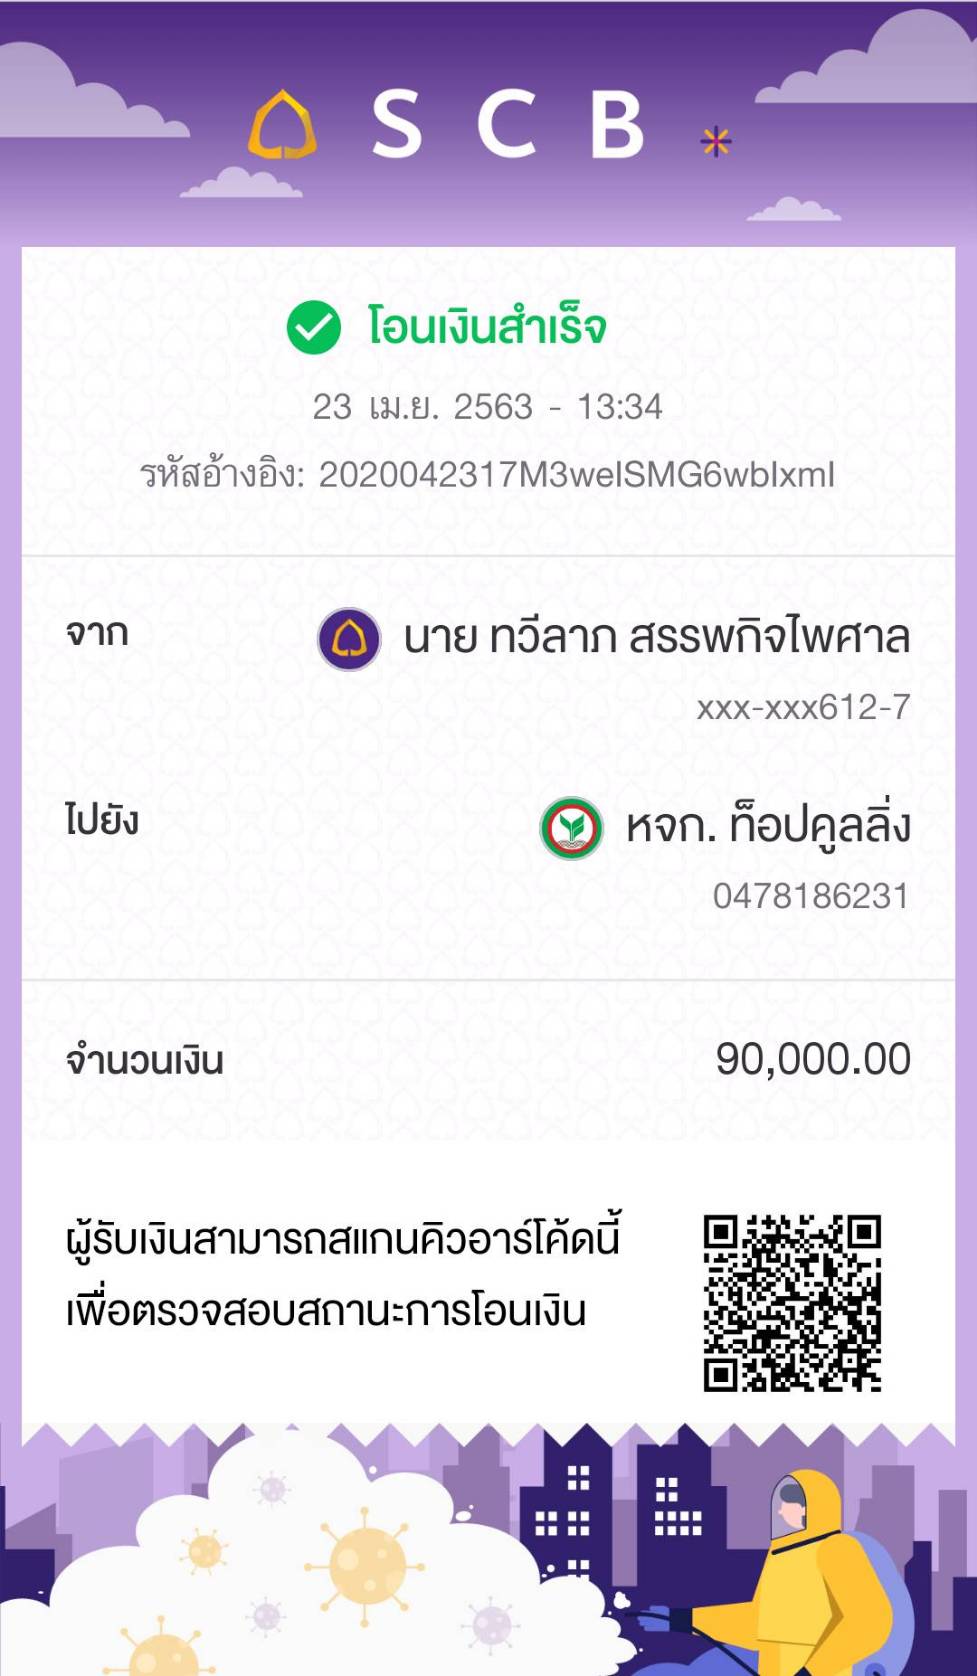 SCB
โอนเงินสำเร็จ
23 เม.ย. 2563 - 13:34
รหัสอ้างอิง: 2020042317M3weISMG6wbIxmI
จาก
นาย ทวีลาภ สรรพกิจไพศาล
xxx-xxx612-7
ไปยัง
หจก. ท็อปคูลลิ่ง
0478186231
จำนวนเงิน 90,000.00
ผู้รับเงินสามารถสแกนคิวอาร์โค้ดนี้
เพื่อตรวจสอบสถานะการโอนเงิน